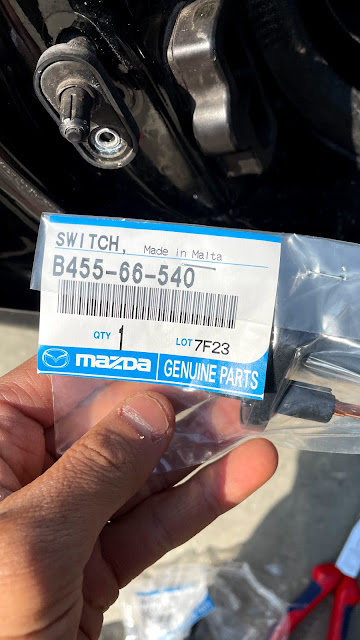 SWITCH, Made in Malta
B455-66-540
QTY 1 LOT 7F23
mazda GENUINE PARTS